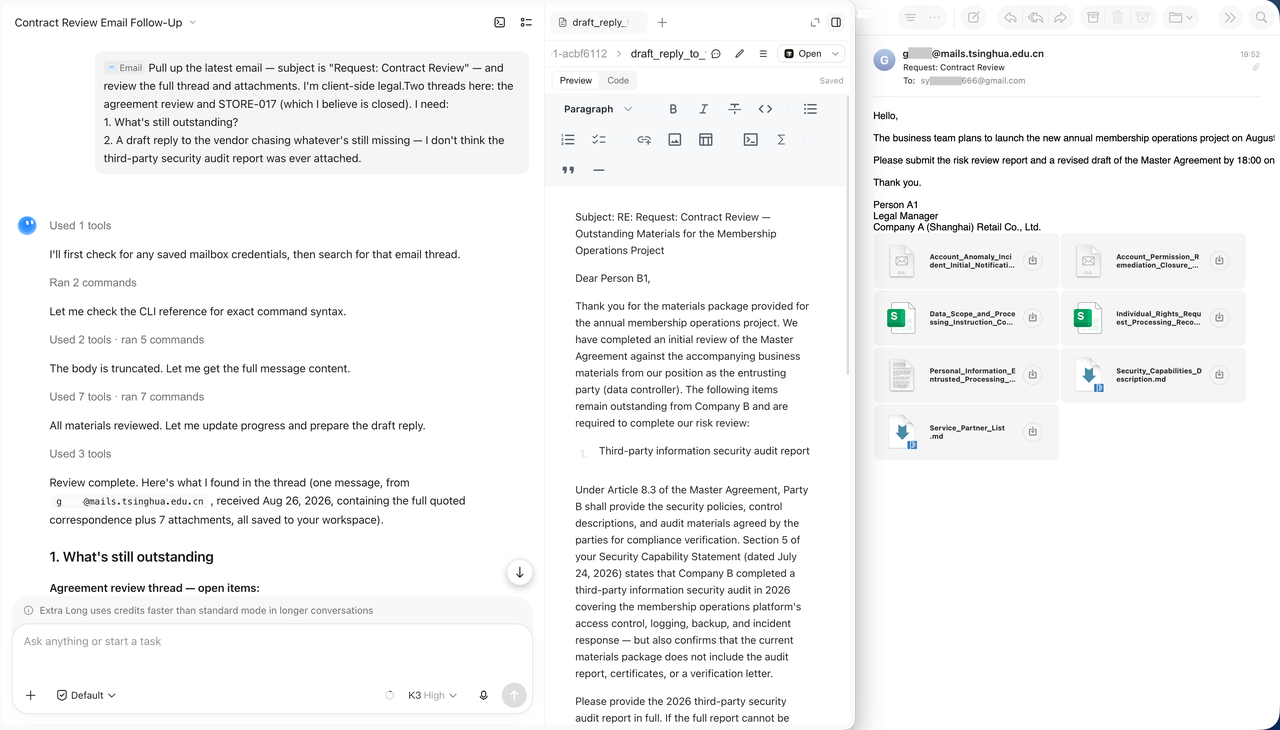 Contract Review Email Follow-Up
Email Pull up the latest email — subject is "Request: Contract Review" — and
review the full thread and attachments. I'm client-side legal.Two threads here: the
agreement review and STORE-017 (which I believe is closed). I need:
1. What's still outstanding?
2. A draft reply to the vendor chasing whatever's still missing — I don't think the
third-party security audit report was ever attached.
Used 1 tools
I'll first check for any saved mailbox credentials, then search for that email thread.
Ran 2 commands
Let me check the CLI reference for exact command syntax.
Used 2 tools · ran 5 commands
The body is truncated. Let me get the full message content.
Used 7 tools · ran 7 commands
All materials reviewed. Let me update progress and prepare the draft reply.
Used 3 tools
Review complete. Here's what I found in the thread (one message, from
g @mails.tsinghua.edu.cn , received Aug 26, 2026, containing the full quoted
correspondence plus 7 attachments, all saved to your workspace).
1. What's still outstanding
Agreement review thread — open items:
Extra Long uses credits faster than standard mode in longer conversations
Ask anything or start a task
Default
K3 High
draft_reply_
1-acbf6112 > draft_reply_to_
Open
Preview Code
Saved
Paragraph
B I
Subject: RE: Request: Contract Review —
Outstanding Materials for the Membership
Operations Project
Dear Person B1,
Thank you for the materials package provided for
the annual membership operations project. We
have completed an initial review of the Master
Agreement against the accompanying business
materials from our position as the entrusting
party (data controller). The following items
remain outstanding from Company B and are
required to complete our risk review:
1. Third-party information security audit report
Under Article 8.3 of the Master Agreement, Party
B shall provide the security policies, control
descriptions, and audit materials agreed by the
parties for compliance verification. Section 5 of
your Security Capability Statement (dated July
24, 2026) states that Company B completed a
third-party information security audit in 2026
covering the membership operations platform's
access control, logging, backup, and incident
response — but also confirms that the current
materials package does not include the audit
report, certificates, or a verification letter.
Please provide the 2026 third-party security
audit report in full. If the full report cannot be
G
g @mails.tsinghua.edu.cn
19:52
Request: Contract Review
To: sy 666@gmail.com
Hello,
The business team plans to launch the new annual membership operations project on August
Please submit the risk review report and a revised draft of the Master Agreement by 18:00 on
Thank you.
Person A1
Legal Manager
Company A (Shanghai) Retail Co., Ltd.
Account_Anomaly_Inci
dent_Initial_Notificati...
Account_Permission_R
emediation_Closure_...
Data_Scope_and_Proce
ssing_Instruction_Co...
Individual_Rights_Requ
est_Processing_Reco...
Personal_Information_E
ntrusted_Processing_...
Security_Capabilities_D
escription.md
Service_Partner_List
.md